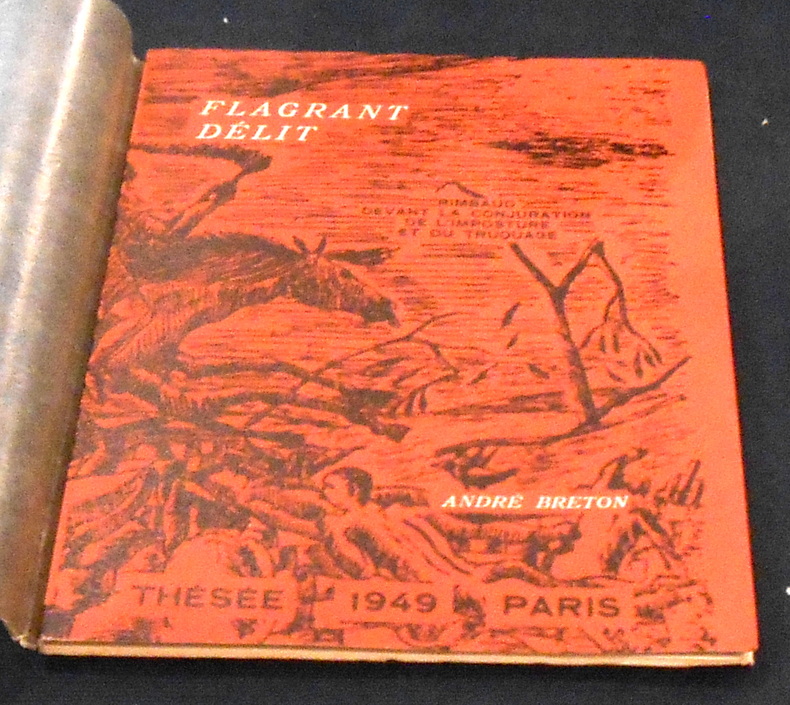 FLAGRANT
DÉLIT
RIMBAUD
DEVANT LA CONJURATION
DE L'IMPOSTURE
ET DU TRUQUAGE
ANDRÉ BRETON
THÉSÉE 1949 PARIS